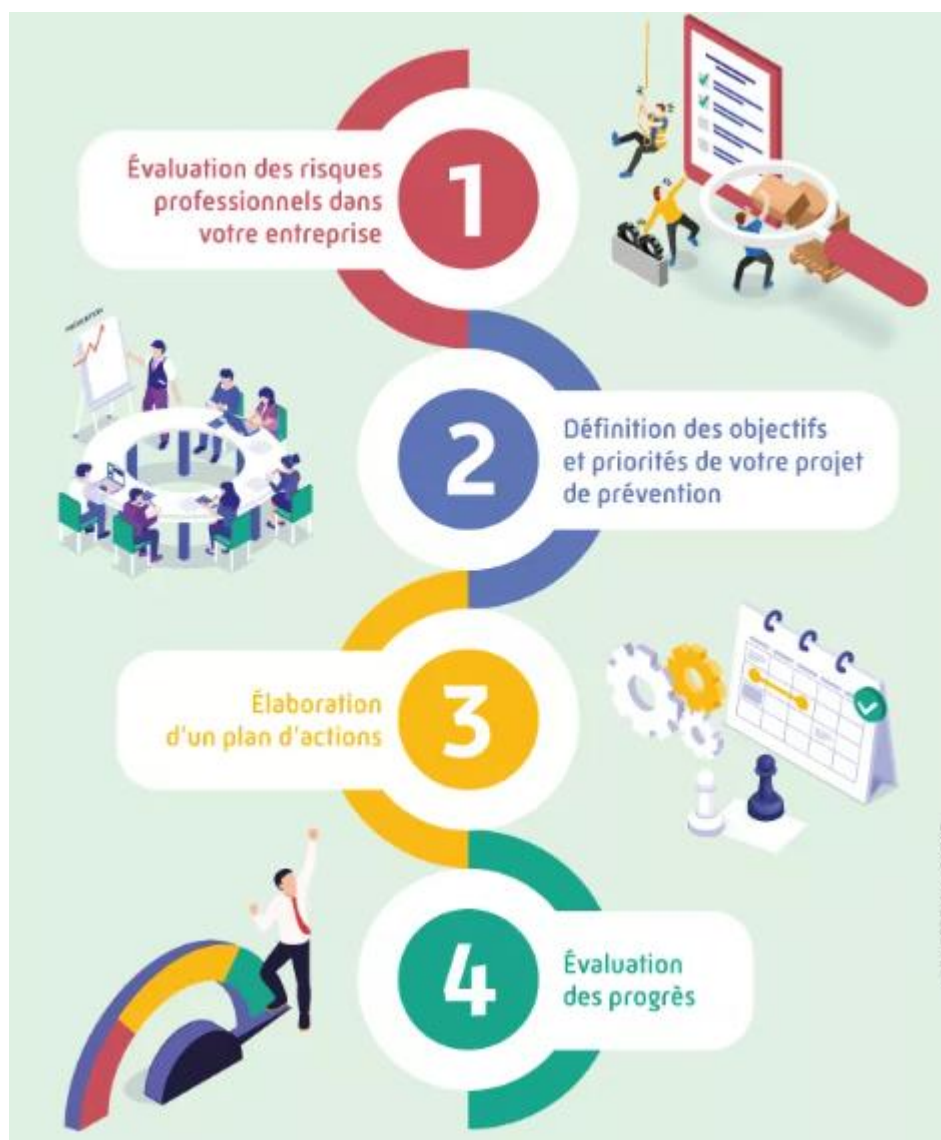 1
Évaluation des risques
professionnels dans
votre entreprise
PRÉVENTION
2
Définition des objectifs
et priorités de votre projet
de prévention
3
Élaboration
d'un plan d'actions
4
Évaluation
des progrès